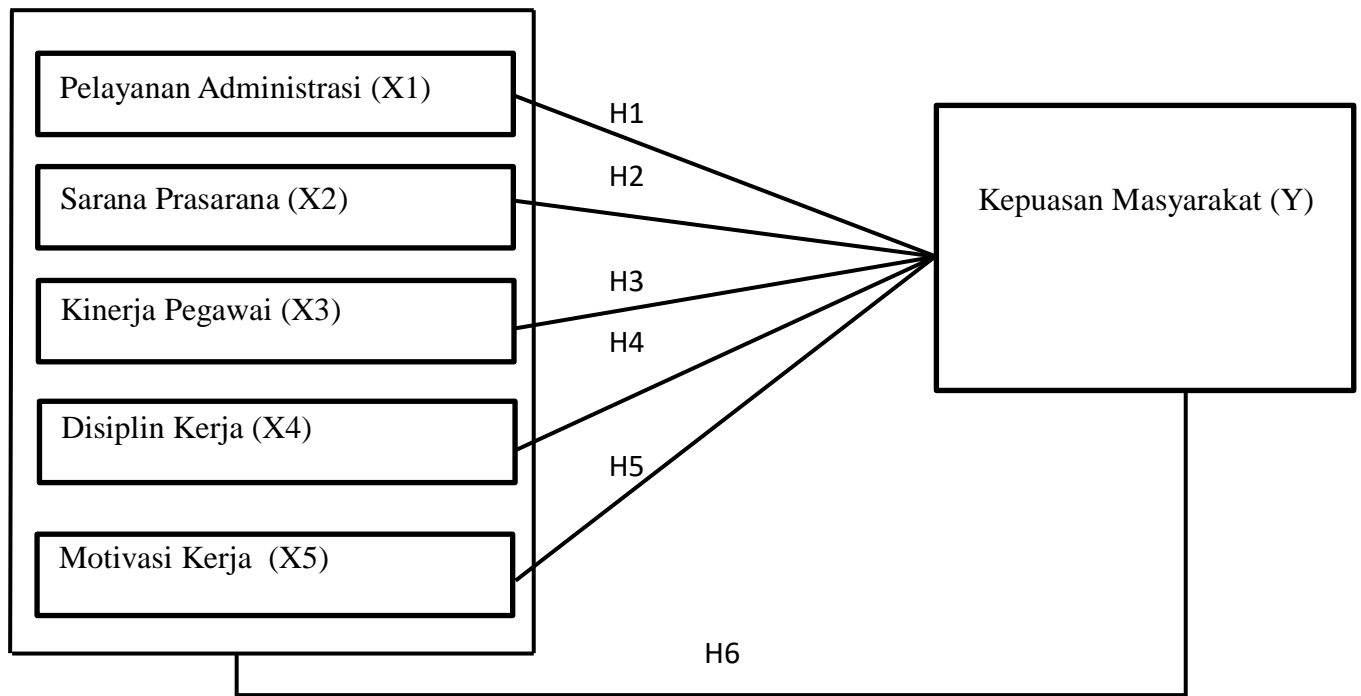 Pelayanan Administrasi (X1)
Sarana Prasarana (X2)
Kinerja Pegawai (X3)
Disiplin Kerja (X4)
Motivasi Kerja  (X5)
H1
H2
H3
H4
H5
H6
Kepuasan Masyarakat (Y)